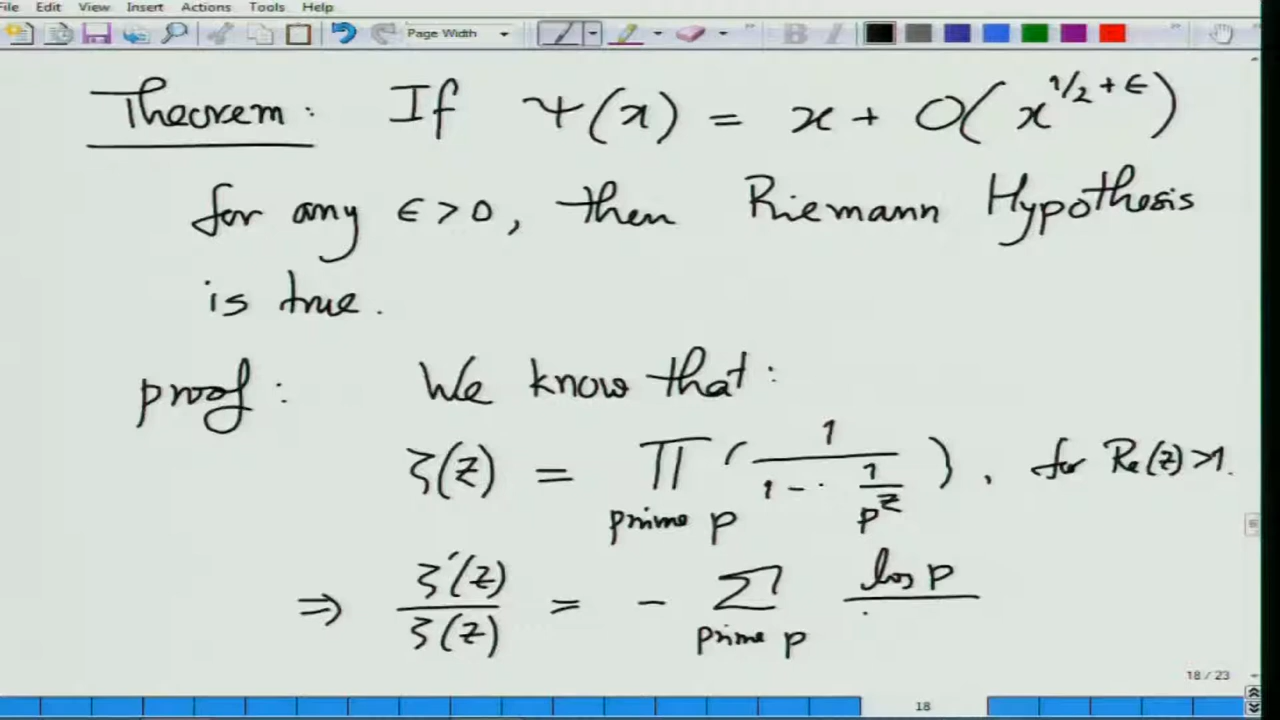 File Edit View Insert Actions Tools Help
Page Width
Theorem: If Ψ(x) = x + O(x^{1/2 + ϵ})
for any ϵ > 0, then Riemann Hypothesis
is true.
proof: We know that:
ζ(z) = ∏_{prime p} (1 / (1 - 1/p^z)), for Re(z) > 1.
⇒ ζ'(z) / ζ(z) = - ∑_{prime p} log p
18 / 23
18